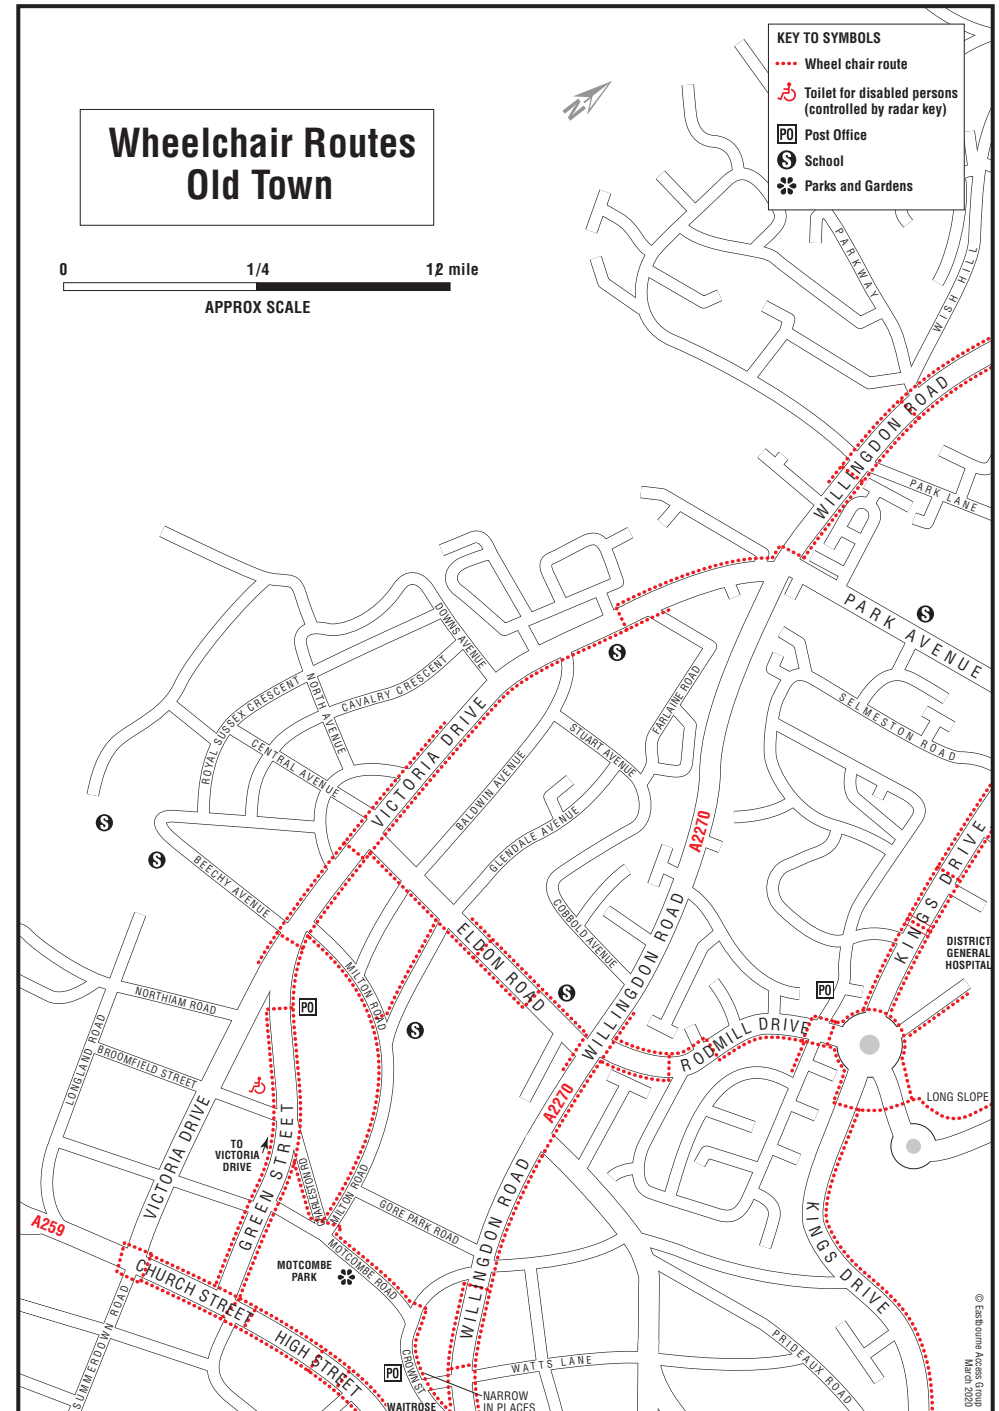 Wheelchair Routes
Old Town
0 1/4 1/2 mile
APPROX SCALE
N
KEY TO SYMBOLS
Wheel chair route
Toilet for disabled persons
(controlled by radar key)
PO Post Office
S School
Parks and Gardens
PARKWAY
WISH HILL
WILLINGDON ROAD
PARK LANE
PARK AVENUE
S
S
SELMESTON ROAD
DOWNS AVENUE
CAVALRY CRESCENT
ROYAL SUSSEX CRESCENT
NORTH AVENUE
CENTRAL AVENUE
VICTORIA DRIVE
FARLAINE ROAD
STUART AVENUE
BALDWIN AVENUE
GLENDALE AVENUE
A2270
KINGS DRIVE
S
S
BEECHY AVENUE
COBBOLD AVENUE
ELDON ROAD
WILLINGDON ROAD
DISTRICT
GENERAL
HOSPITAL
MILTON ROAD
NORTHIAM ROAD
PO
S
S
PO
RODMILL DRIVE
LONGLAND ROAD
BROOMFIELD STREET
A2270
LONG SLOPE
VICTORIA DRIVE
TO
VICTORIA
DRIVE
GREEN STREET
HARLESTON RD
MILTON ROAD
GORE PARK ROAD
WILLINGDON ROAD
KINGS DRIVE
A259
CHURCH STREET
MOTCOMBE
PARK
MOTCOMBE ROAD
SUMMERDOWN ROAD
HIGH STREET
CROWN ST
PO
WATTS LANE
PRIDEAUX ROAD
WAITROSE
NARROW
IN PLACES
© Eastbourne Access Group
March 2020